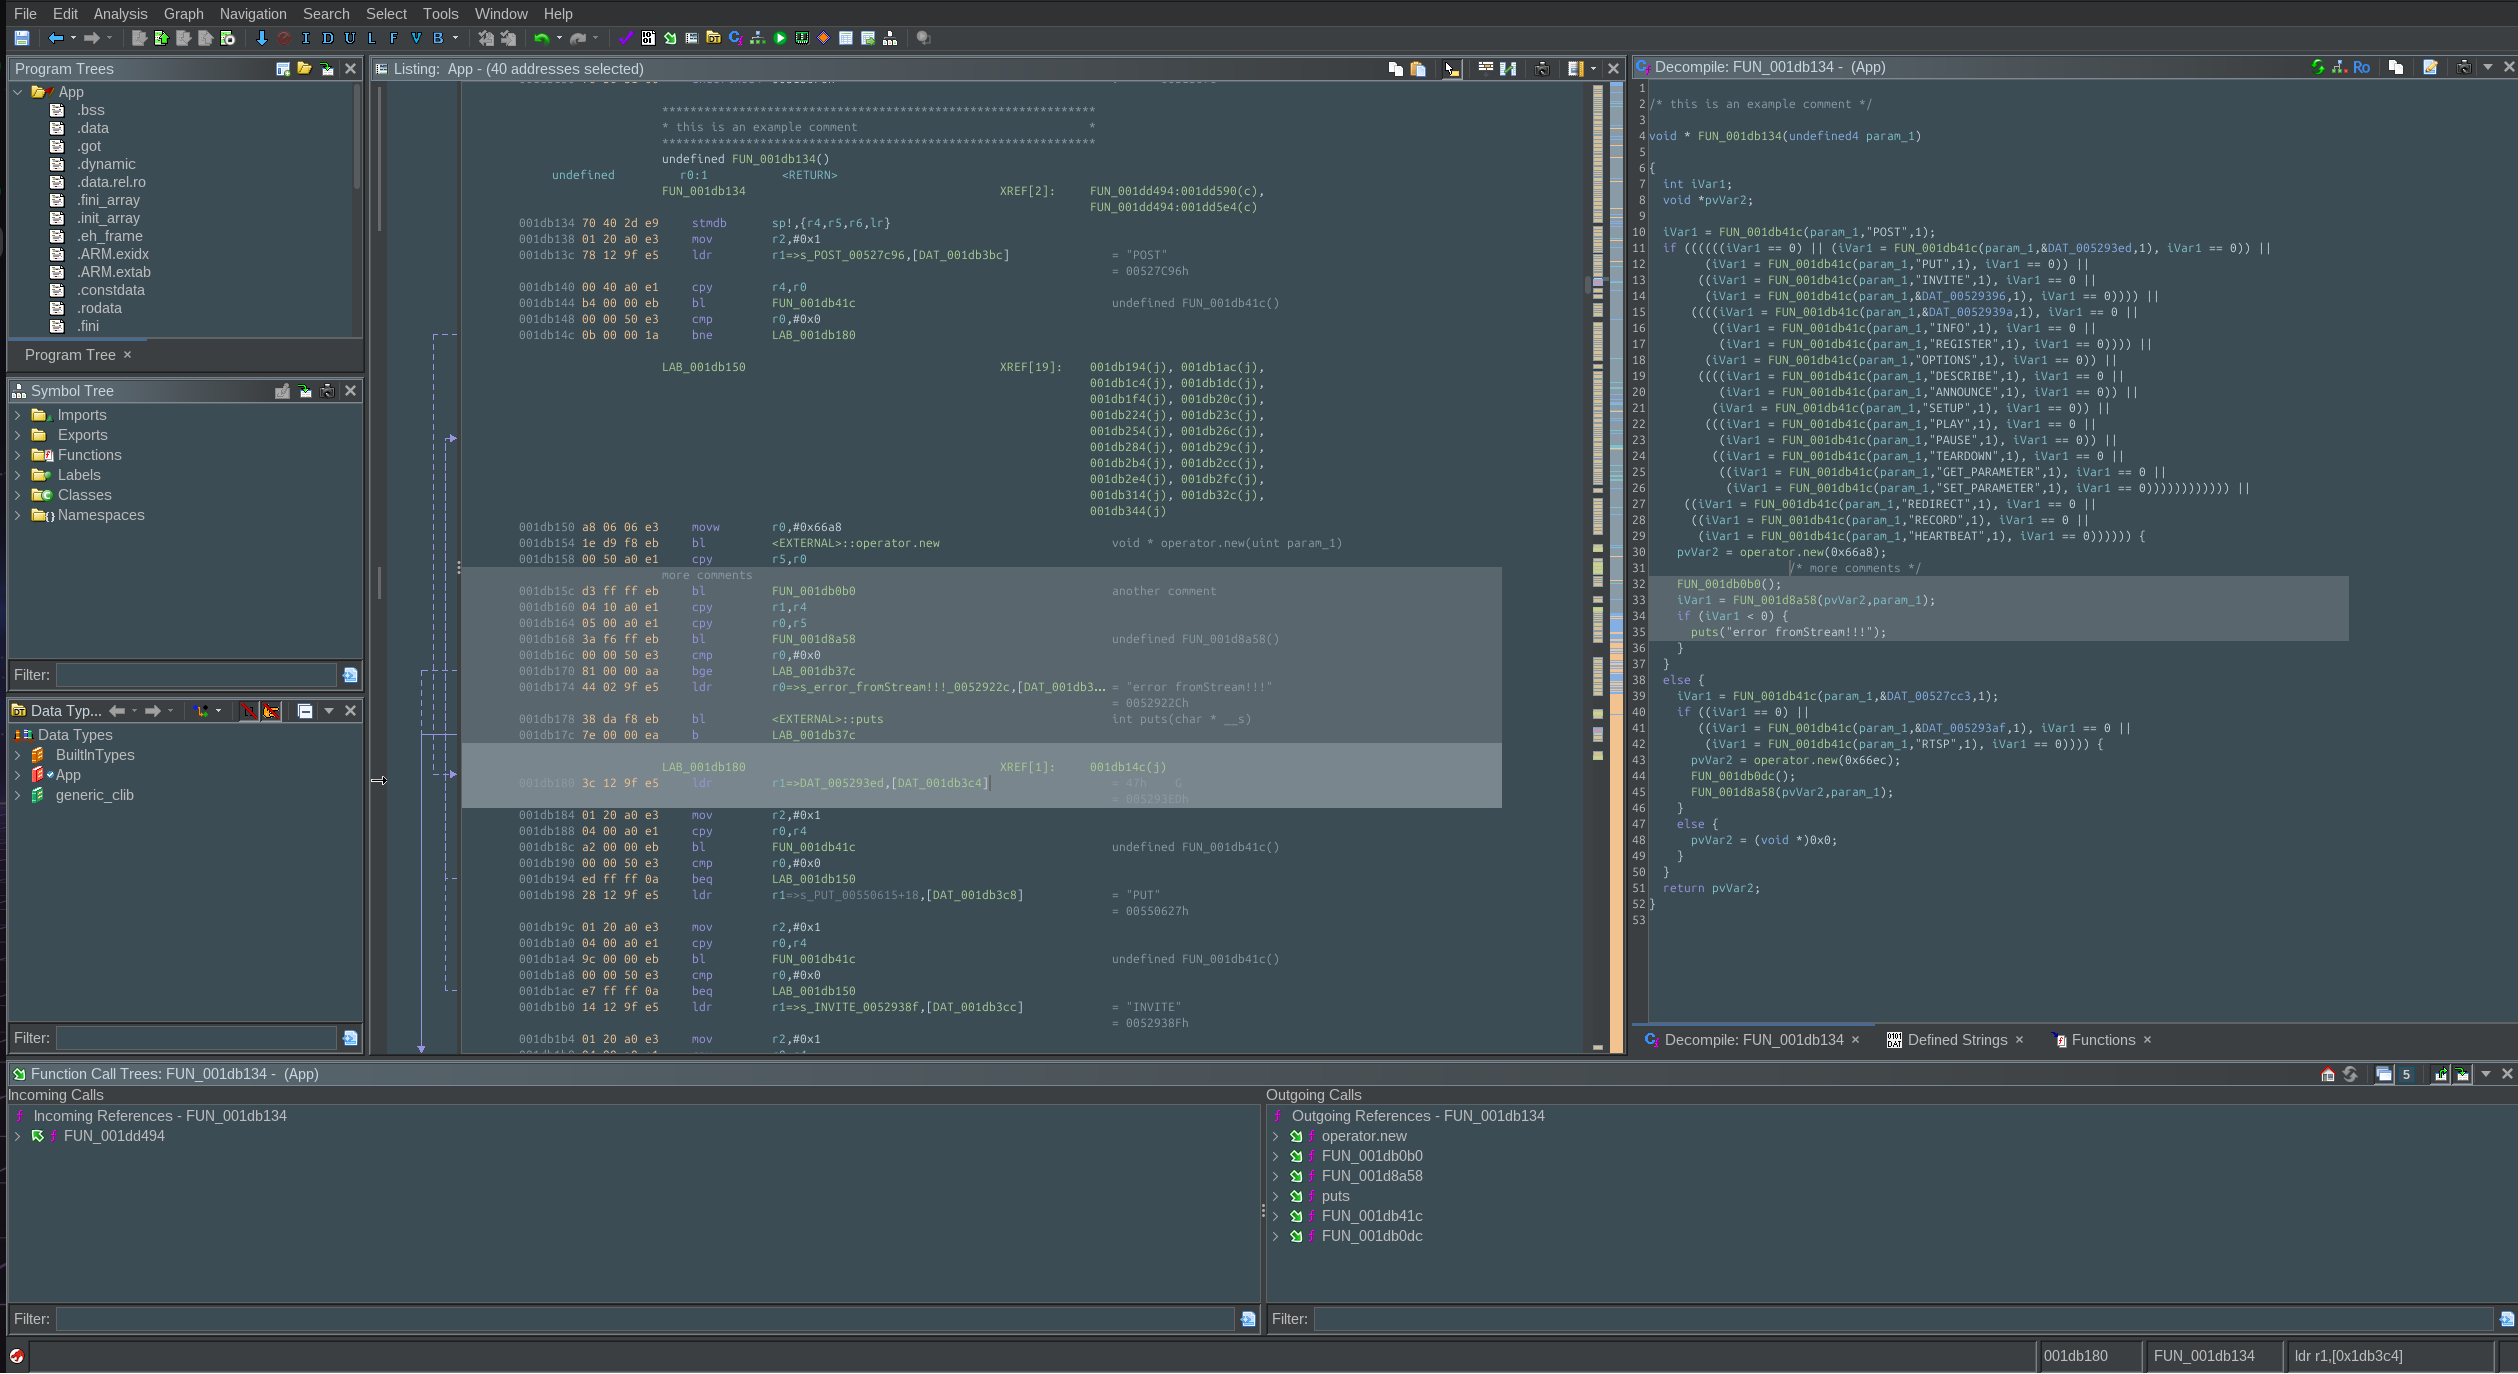 File Edit Analysis Graph Navigation Search Select Tools Window Help
I D U L F V B
Program Trees
App
.bss
.data
.got
.dynamic
.data.rel.ro
.fini_array
.init_array
.eh_frame
.ARM.exidx
.ARM.extab
.constdata
.rodata
.fini
Program Tree ×
Symbol Tree
Imports
Exports
Functions
Labels
Classes
Namespaces
Filter:
Data Typ...
Data Types
BuiltInTypes
App
generic_clib
Filter:
Listing: App - (40 addresses selected)
**************************************************************
* this is an example comment *
**************************************************************
undefined FUN_001db134()
undefined r0:1 <RETURN>
FUN_001db134 XREF[2]: FUN_001dd494:001dd590(c),
FUN_001dd494:001dd5e4(c)
001db134 70 40 2d e9 stmdb sp!,{r4,r5,r6,lr}
001db138 01 20 a0 e3 mov r2,#0x1
001db13c 78 12 9f e5 ldr r1=>s_POST_00527c96,[DAT_001db3bc] = "POST"
= 00527C96h
001db140 00 40 a0 e1 cpy r4,r0
001db144 b4 00 00 eb bl FUN_001db41c undefined FUN_001db41c()
001db148 00 00 50 e3 cmp r0,#0x0
001db14c 0b 00 00 1a bne LAB_001db180
LAB_001db150 XREF[19]: 001db194(j), 001db1ac(j),
001db1c4(j), 001db1dc(j),
001db1f4(j), 001db20c(j),
001db224(j), 001db23c(j),
001db254(j), 001db26c(j),
001db284(j), 001db29c(j),
001db2b4(j), 001db2cc(j),
001db2e4(j), 001db2fc(j),
001db314(j), 001db32c(j),
001db344(j)
001db150 a8 06 06 e3 movw r0,#0x66a8
001db154 1e d9 f8 eb bl <EXTERNAL>::operator.new void * operator.new(uint param_1)
001db158 00 50 a0 e1 cpy r5,r0
more comments
001db15c d3 ff ff eb bl FUN_001db0b0 another comment
001db160 04 10 a0 e1 cpy r1,r4
001db164 05 00 a0 e1 cpy r0,r5
001db168 3a f6 ff eb bl FUN_001d8a58 undefined FUN_001d8a58()
001db16c 00 00 50 e3 cmp r0,#0x0
001db170 81 00 00 aa bge LAB_001db37c
001db174 44 02 9f e5 ldr r0=>s_error_fromStream!!!_0052922c,[DAT_001db3... = "error fromStream!!!"
= 0052922Ch
001db178 38 da f8 eb bl <EXTERNAL>::puts int puts(char * __s)
001db17c 7e 00 00 ea b LAB_001db37c
LAB_001db180 XREF[1]: 001db14c(j)
001db180 3c 12 9f e5 ldr r1=>DAT_005293ed,[DAT_001db3c4] = 47h G
= 005293EDh
001db184 01 20 a0 e3 mov r2,#0x1
001db188 04 00 a0 e1 cpy r0,r4
001db18c a2 00 00 eb bl FUN_001db41c undefined FUN_001db41c()
001db190 00 00 50 e3 cmp r0,#0x0
001db194 ed ff ff 0a beq LAB_001db150
001db198 28 12 9f e5 ldr r1=>s_PUT_00550615+18,[DAT_001db3c8] = "PUT"
= 00550627h
001db19c 01 20 a0 e3 mov r2,#0x1
001db1a0 04 00 a0 e1 cpy r0,r4
001db1a4 9c 00 00 eb bl FUN_001db41c undefined FUN_001db41c()
001db1a8 00 00 50 e3 cmp r0,#0x0
001db1ac e7 ff ff 0a beq LAB_001db150
001db1b0 14 12 9f e5 ldr r1=>s_INVITE_0052938f,[DAT_001db3cc] = "INVITE"
= 0052938Fh
001db1b4 01 20 a0 e3 mov r2,#0x1
Decompile: FUN_001db134 - (App)
Ro
1
2 /* this is an example comment */
3
4 void * FUN_001db134(undefined4 param_1)
5
6 {
7 int iVar1;
8 void *pvVar2;
9
10 iVar1 = FUN_001db41c(param_1,"POST",1);
11 if ((((((iVar1 == 0) || (iVar1 = FUN_001db41c(param_1,&DAT_005293ed,1), iVar1 == 0)) ||
12 (iVar1 = FUN_001db41c(param_1,"PUT",1), iVar1 == 0)) ||
13 ((iVar1 = FUN_001db41c(param_1,"INVITE",1), iVar1 == 0 ||
14 (iVar1 = FUN_001db41c(param_1,&DAT_00529396,1), iVar1 == 0)))) ||
15 ((((iVar1 = FUN_001db41c(param_1,&DAT_0052939a,1), iVar1 == 0 ||
16 ((iVar1 = FUN_001db41c(param_1,"INFO",1), iVar1 == 0 ||
17 (iVar1 = FUN_001db41c(param_1,"REGISTER",1), iVar1 == 0)))) ||
18 (iVar1 = FUN_001db41c(param_1,"OPTIONS",1), iVar1 == 0)) ||
19 ((((iVar1 = FUN_001db41c(param_1,"DESCRIBE",1), iVar1 == 0 ||
20 (iVar1 = FUN_001db41c(param_1,"ANNOUNCE",1), iVar1 == 0)) ||
21 (iVar1 = FUN_001db41c(param_1,"SETUP",1), iVar1 == 0)) ||
22 (((iVar1 = FUN_001db41c(param_1,"PLAY",1), iVar1 == 0 ||
23 (iVar1 = FUN_001db41c(param_1,"PAUSE",1), iVar1 == 0)) ||
24 ((iVar1 = FUN_001db41c(param_1,"TEARDOWN",1), iVar1 == 0 ||
25 ((iVar1 = FUN_001db41c(param_1,"GET_PARAMETER",1), iVar1 == 0 ||
26 (iVar1 = FUN_001db41c(param_1,"SET_PARAMETER",1), iVar1 == 0)))))))))))) ||
27 ((iVar1 = FUN_001db41c(param_1,"REDIRECT",1), iVar1 == 0 ||
28 ((iVar1 = FUN_001db41c(param_1,"RECORD",1), iVar1 == 0 ||
29 ((iVar1 = FUN_001db41c(param_1,"HEARTBEAT",1), iVar1 == 0)))))) {
30 pvVar2 = operator.new(0x66a8);
31 /* more comments */
32 FUN_001db0b0();
33 iVar1 = FUN_001d8a58(pvVar2,param_1);
34 if (iVar1 < 0) {
35 puts("error fromStream!!!");
36 }
37 }
38 else {
39 iVar1 = FUN_001db41c(param_1,&DAT_00527cc3,1);
40 if ((iVar1 == 0) ||
41 ((iVar1 = FUN_001db41c(param_1,&DAT_005293af,1), iVar1 == 0 ||
42 (iVar1 = FUN_001db41c(param_1,"RTSP",1), iVar1 == 0)))) {
43 pvVar2 = operator.new(0x66ec);
44 FUN_001db0dc();
45 FUN_001d8a58(pvVar2,param_1);
46 }
47 else {
48 pvVar2 = (void *)0x0;
49 }
50 }
51 return pvVar2;
52 }
53
Decompile: FUN_001db134 × Defined Strings × Functions ×
Function Call Trees: FUN_001db134 - (App)
5
Incoming Calls
Incoming References - FUN_001db134
FUN_001dd494
Filter:
Outgoing Calls
Outgoing References - FUN_001db134
operator.new
FUN_001db0b0
FUN_001d8a58
puts
FUN_001db41c
FUN_001db0dc
Filter:
001db180 FUN_001db134 ldr r1,[0x1db3c4]